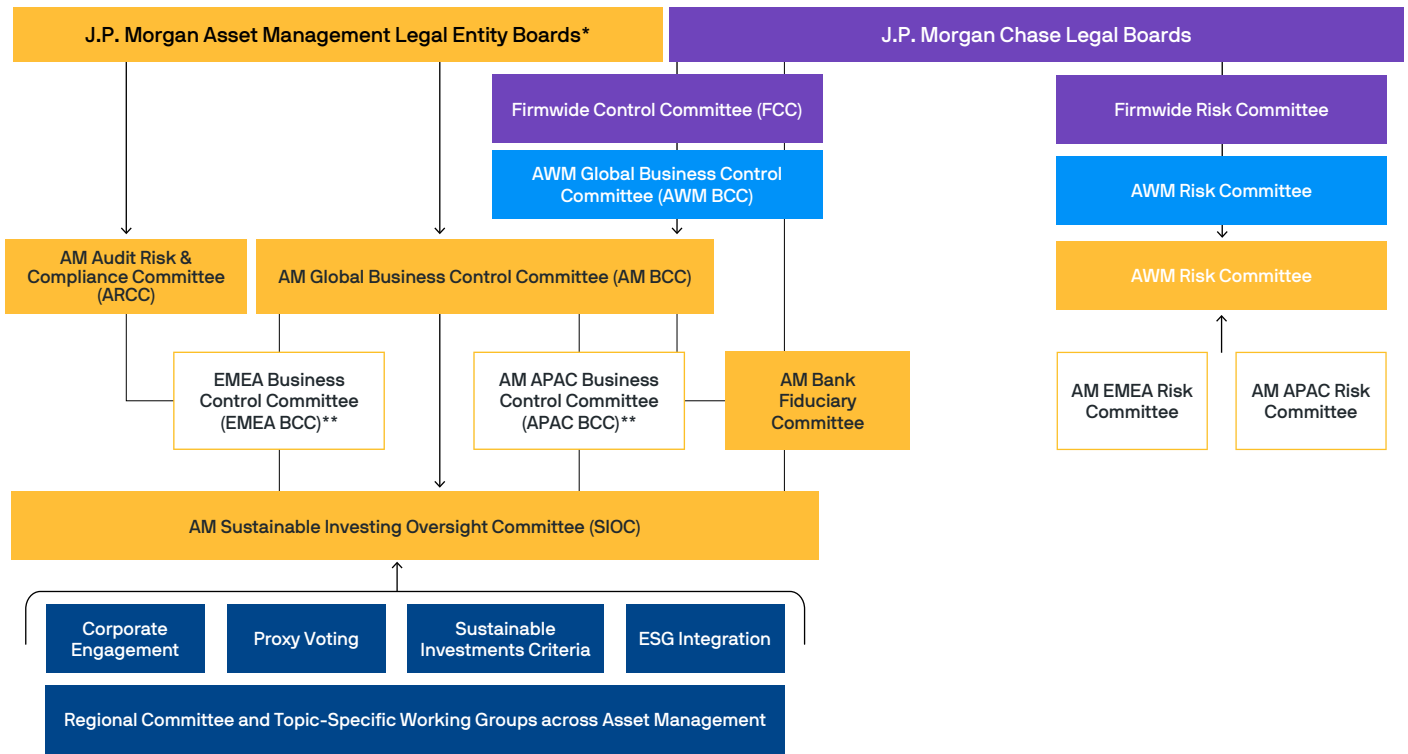 J.P. Morgan Asset Management Legal Entity Boards*
J.P. Morgan Chase Legal Boards
Firmwide Control Committee (FCC)
Firmwide Risk Committee
AWM Global Business Control
Committee (AWM BCC)
AWM Risk Committee
AM Audit Risk &
Compliance Committee
(ARCC)
AM Global Business Control Committee (AM BCC)
AWM Risk Committee
EMEA Business
Control Committee
(EMEA BCC)**
AM APAC Business
Control Committee
(APAC BCC)**
AM Bank
Fiduciary
Committee
AM EMEA Risk
Committee
AM APAC Risk
Committee
AM Sustainable Investing Oversight Committee (SIOC)
Corporate
Engagement
Proxy Voting
Sustainable
Investments Criteria
ESG Integration
Regional Committee and Topic-Specific Working Groups across Asset Management